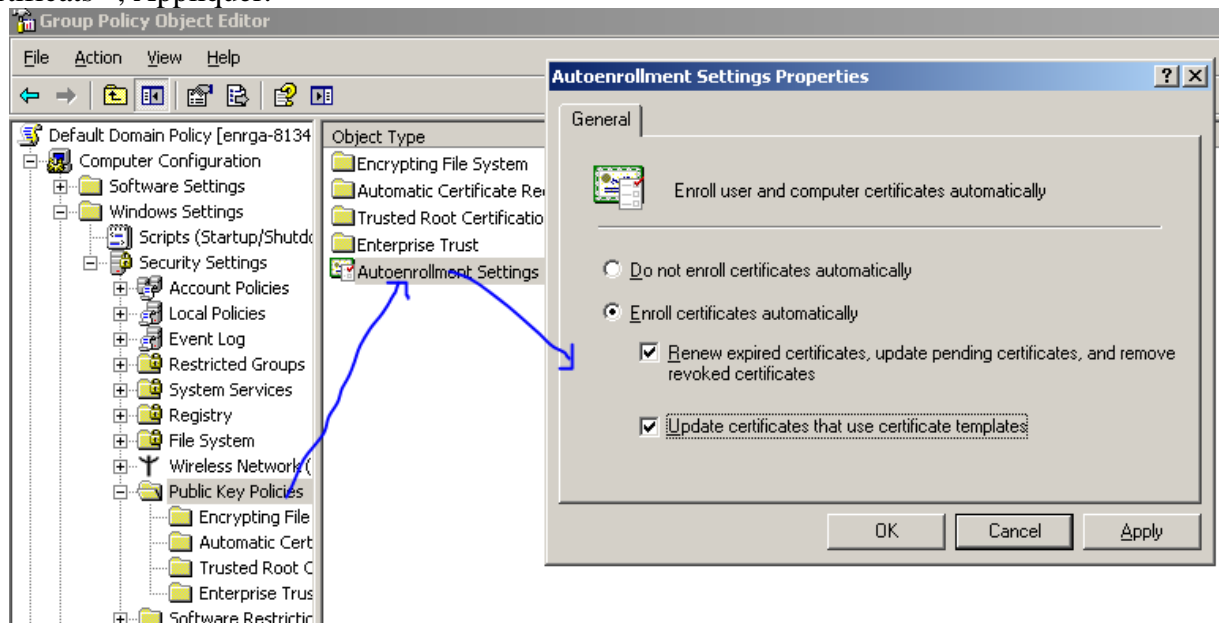 Appliquer.
Group Policy Object Editor
File Action View Help
Default Domain Policy [enrga-8134
Computer Configuration
Software Settings
Windows Settings
Scripts (Startup/Shutdo
Security Settings
Account Policies
Local Policies
Event Log
Restricted Groups
System Services
Registry
File System
Wireless Network (
Public Key Policies
Encrypting File
Automatic Cert
Trusted Root C
Enterprise Trus
Software Restrictic
Object Type
Encrypting File System
Automatic Certificate Re
Trusted Root Certificatio
Enterprise Trust
Autoenrollment Settings
Autoenrollment Settings Properties
General
Enroll user and computer certificates automatically
Do not enroll certificates automatically
Enroll certificates automatically
Renew expired certificates, update pending certificates, and remove
revoked certificates
Update certificates that use certificate templates
OK Cancel Apply